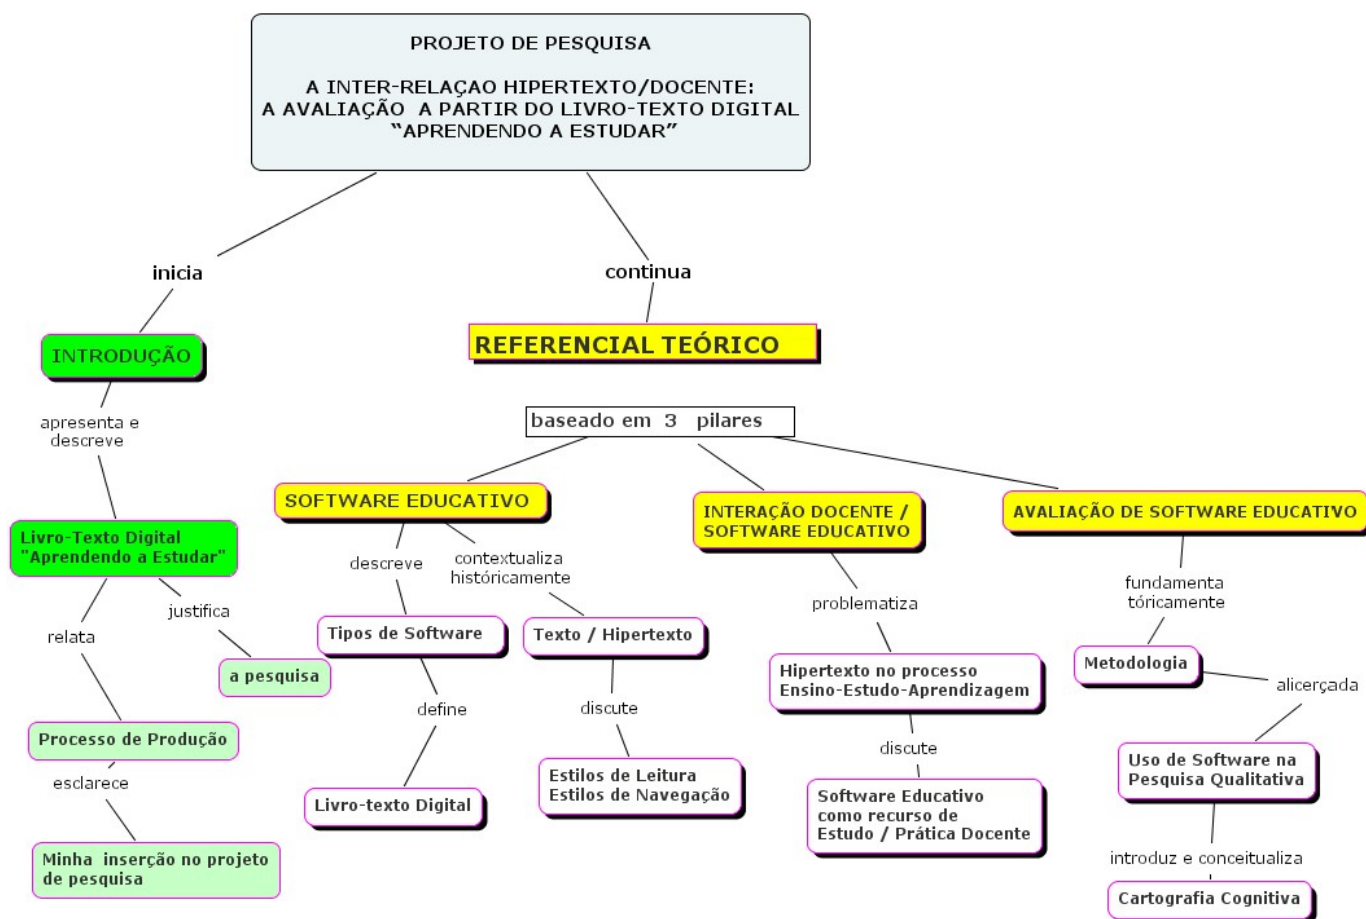 PROJETO DE PESQUISA
A INTER-RELAÇAO HIPERTEXTO/DOCENTE:
A AVALIAÇÃO A PARTIR DO LIVRO-TEXTO DIGITAL
“APRENDENDO A ESTUDAR”
inicia
continua
INTRODUÇÃO
apresenta e
descreve
Livro-Texto Digital
"Aprendendo a Estudar"
relata
justifica
a pesquisa
Processo de Produção
esclarece
Minha inserção no projeto
de pesquisa
REFERENCIAL TEÓRICO
baseado em 3 pilares
SOFTWARE EDUCATIVO
descreve
contextualiza
históricamente
Tipos de Software
define
Livro-texto Digital
Texto / Hipertexto
discute
Estilos de Leitura
Estilos de Navegação
INTERAÇÃO DOCENTE /
SOFTWARE EDUCATIVO
problematiza
Hipertexto no processo
Ensino-Estudo-Aprendizagem
discute
Software Educativo
como recurso de
Estudo / Prática Docente
AVALIAÇÃO DE SOFTWARE EDUCATIVO
fundamenta
tóricamente
Metodologia
alicerçada
Uso de Software na
Pesquisa Qualitativa
introduz e conceitualiza
Cartografia Cognitiva